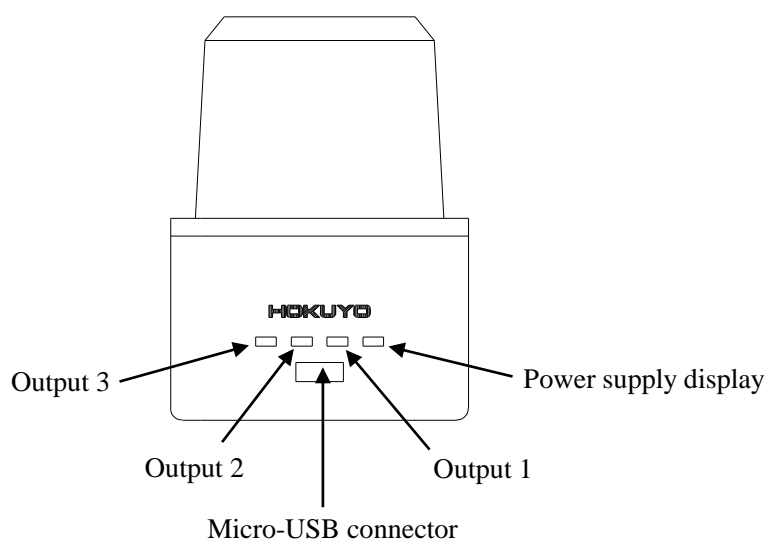 HOKUYO
Output 3
Power supply display
Output 2
Output 1
Micro-USB connector